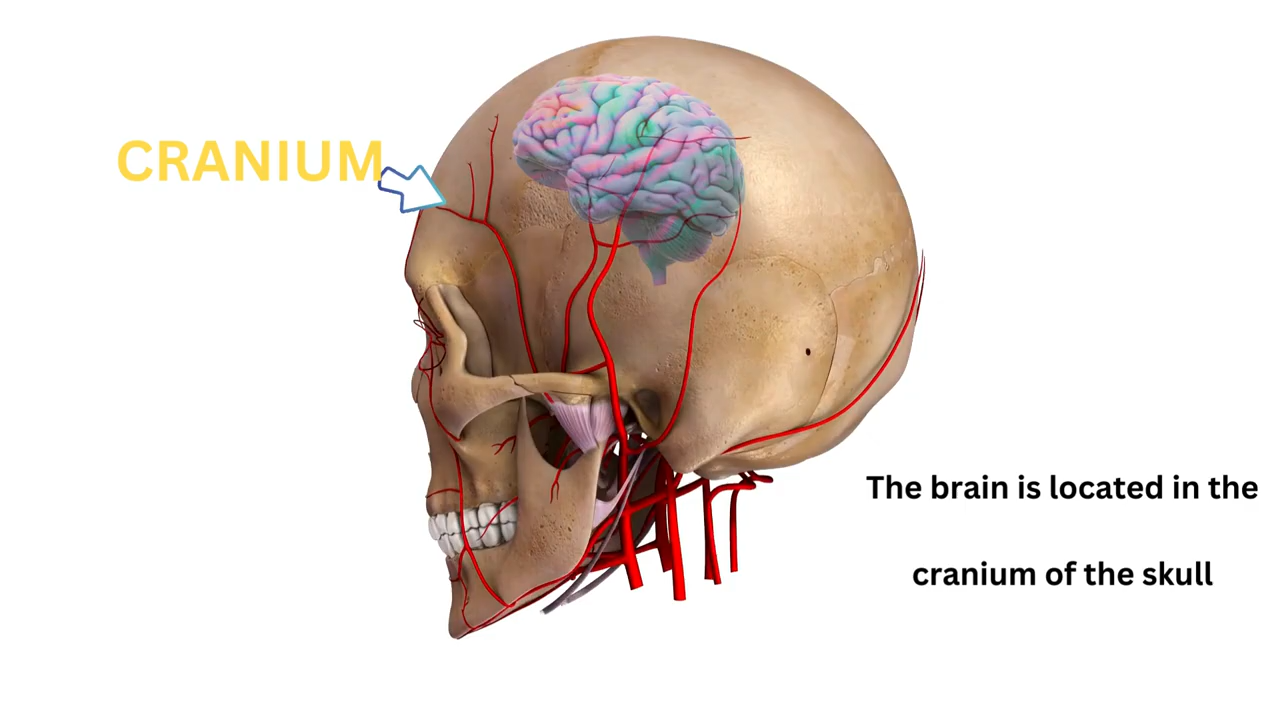 CRANIUM
The brain is located in the
cranium of the skull